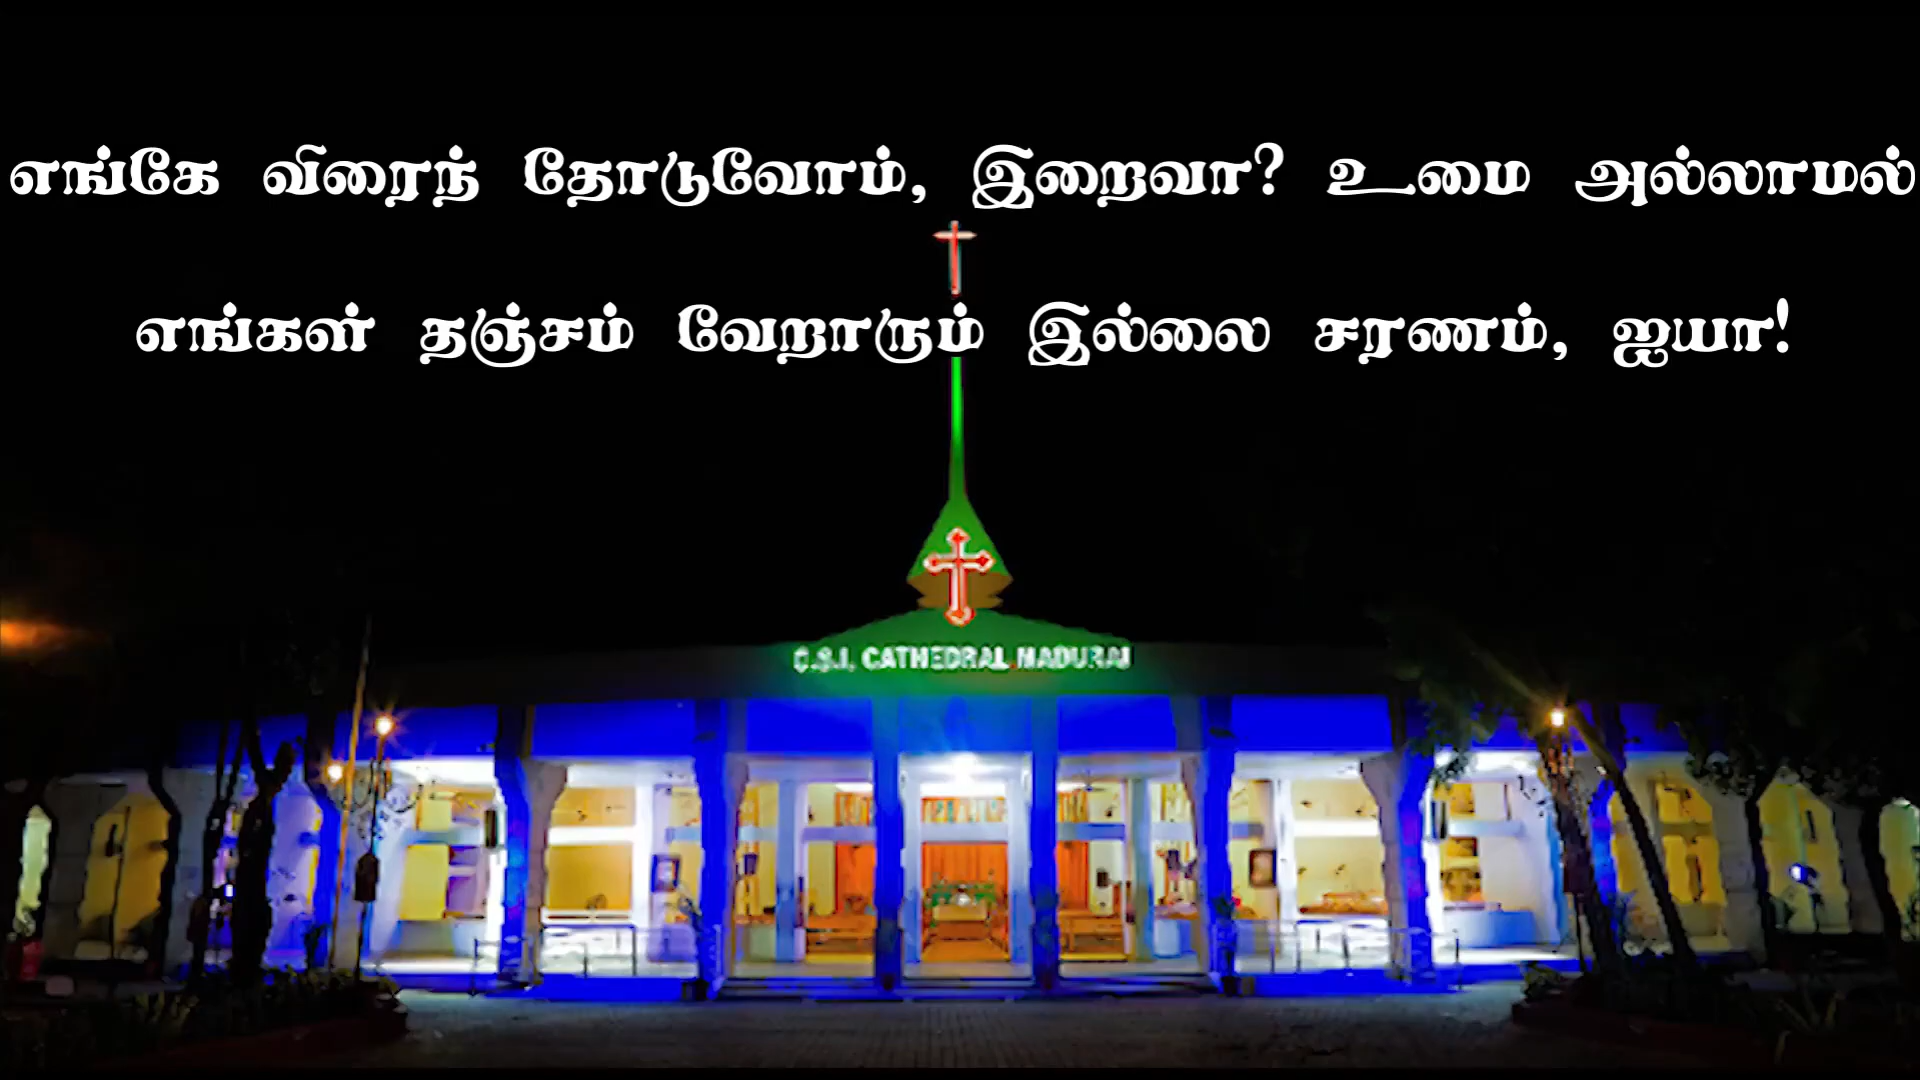 எங்கே விரைந் தோடுவோம், இறைவா? உமை அல்லாமல்
எங்கள் தஞ்சம் வேறாரும் இல்லை சரணம், ஐயா!
C.S.I. CATHEDRAL MADURAI